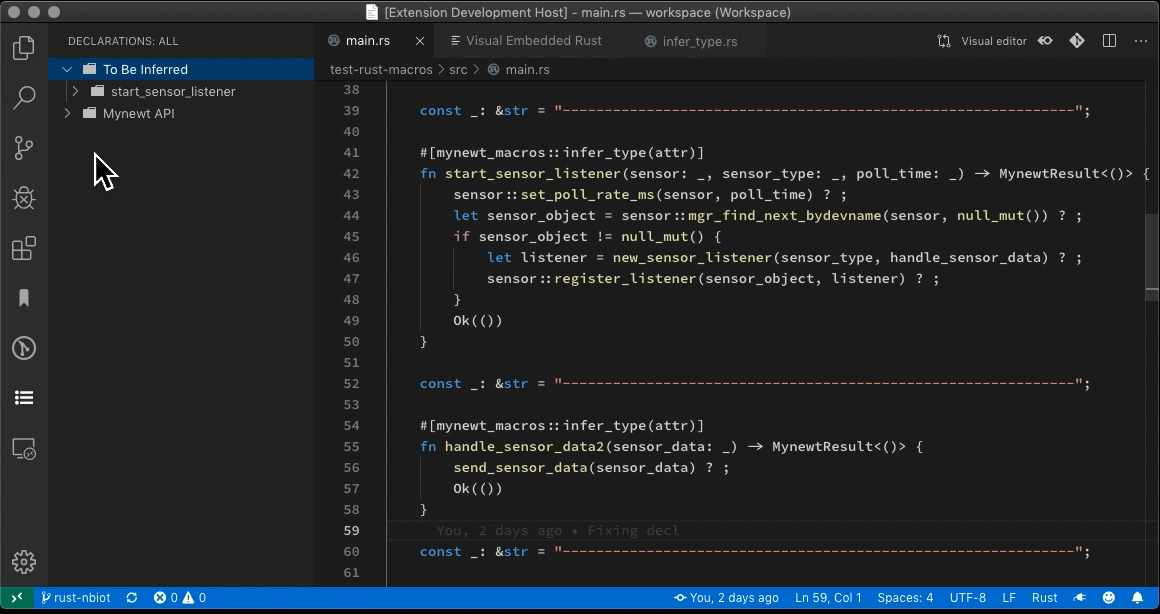 [Extension Development Host] - main.rs — workspace (Workspace)
DECLARATIONS: ALL
To Be Inferred
start_sensor_listener
Mynewt API
main.rs
Visual Embedded Rust
infer_type.rs
Visual editor
test-rust-macros > src > main.rs
38
39 const _: &str = "--------------------------------------------------------------";
40
41 #[mynewt_macros::infer_type(attr)]
42 fn start_sensor_listener(sensor: _, sensor_type: _, poll_time: _) -> MynewtResult<()> {
43 sensor::set_poll_rate_ms(sensor, poll_time) ? ;
44 let sensor_object = sensor::mgr_find_next_bydevname(sensor, null_mut()) ? ;
45 if sensor_object != null_mut() {
46 let listener = new_sensor_listener(sensor_type, handle_sensor_data) ? ;
47 sensor::register_listener(sensor_object, listener) ? ;
48 }
49 Ok(())
50 }
51
52 const _: &str = "--------------------------------------------------------------";
53
54 #[mynewt_macros::infer_type(attr)]
55 fn handle_sensor_data2(sensor_data: _) -> MynewtResult<()> {
56 send_sensor_data(sensor_data) ? ;
57 Ok(())
58 }
59 You, 2 days ago • Fixing decl
60 const _: &str = "--------------------------------------------------------------";
61
rust-nbiot 0 0 You, 2 days ago Ln 59, Col 1 Spaces: 4 UTF-8 LF Rust